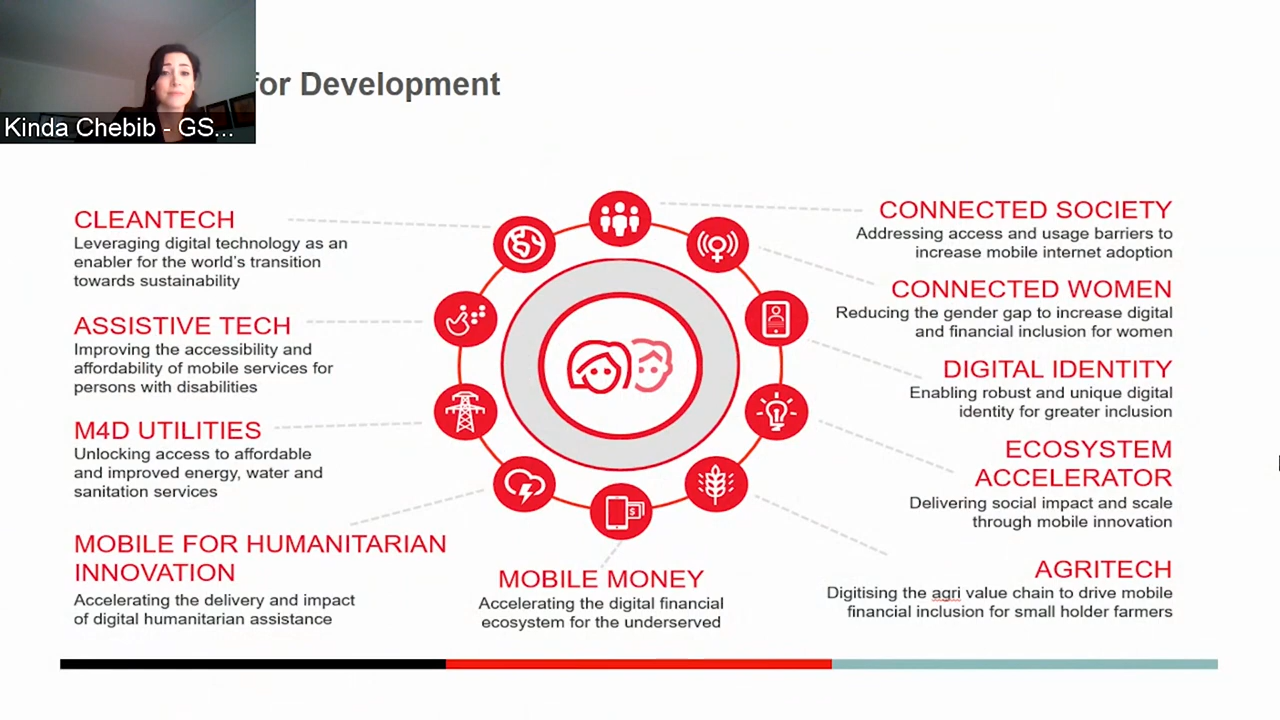 Kinda Chebib - GS...
for Development
CLEANTECH
Leveraging digital technology as an
enabler for the world's transition
towards sustainability
ASSISTIVE TECH
Improving the accessibility and
affordability of mobile services for
persons with disabilities
M4D UTILITIES
Unlocking access to affordable
and improved energy, water and
sanitation services
MOBILE FOR HUMANITARIAN
INNOVATION
Accelerating the delivery and impact
of digital humanitarian assistance
MOBILE MONEY
Accelerating the digital financial
ecosystem for the underserved
CONNECTED SOCIETY
Addressing access and usage barriers to
increase mobile internet adoption
CONNECTED WOMEN
Reducing the gender gap to increase digital
and financial inclusion for women
DIGITAL IDENTITY
Enabling robust and unique digital
identity for greater inclusion
ECOSYSTEM
ACCELERATOR
Delivering social impact and scale
through mobile innovation
AGRITECH
Digitising the agri value chain to drive mobile
financial inclusion for small holder farmers
$